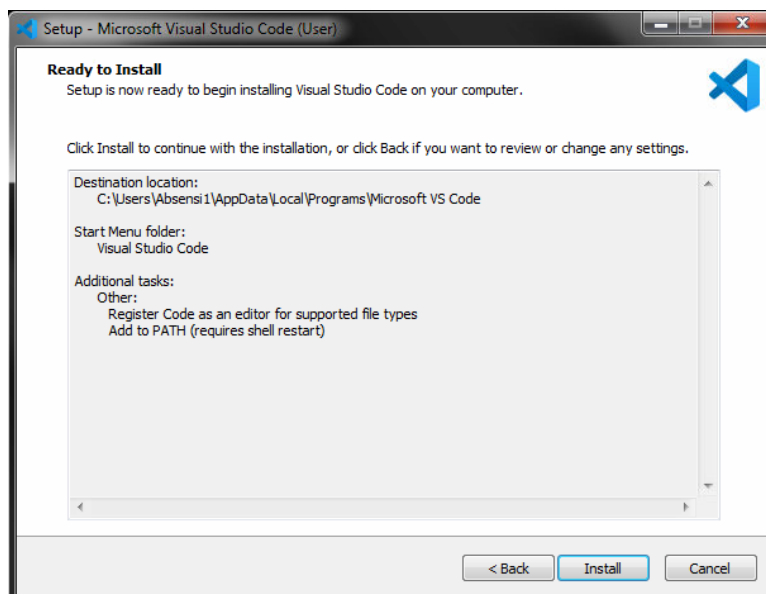 Setup - Microsoft Visual Studio Code (User)
Ready to Install
Setup is now ready to begin installing Visual Studio Code on your computer.
Click Install to continue with the installation, or click Back if you want to review or change any settings.
Destination location:
C:\Users\Absensi1\AppData\Local\Programs\Microsoft VS Code
Start Menu folder:
Visual Studio Code
Additional tasks:
Other:
Register Code as an editor for supported file types
Add to PATH (requires shell restart)
< Back Install Cancel